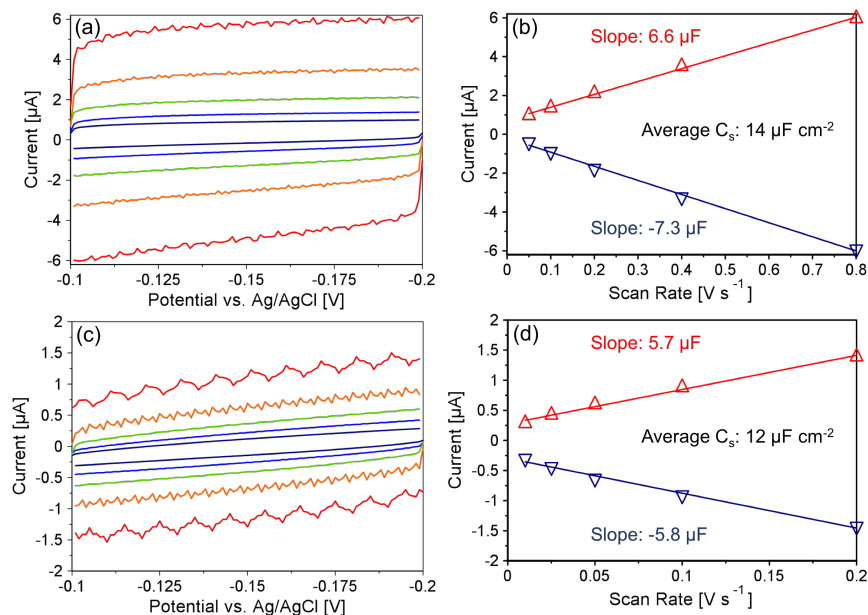 (a)
6
4
2
0
-2
-4
-6
Current [µA]
-0.1 -0.125 -0.15 -0.175 -0.2
Potential vs. Ag/AgCl [V]
(b)
Slope: 6.6 µF
Average Cs: 14 µF cm-2
Slope: -7.3 µF
6
4
2
0
-2
-4
-6
Current [µA]
0 0.1 0.2 0.3 0.4 0.5 0.6 0.7 0.8
Scan Rate [V s-1]
(c)
2
1.5
1
0.5
0
-0.5
-1
-1.5
-2
Current [µA]
-0.1 -0.125 -0.15 -0.175 -0.2
Potential vs. Ag/AgCl [V]
(d)
Slope: 5.7 µF
Average Cs: 12 µF cm-2
Slope: -5.8 µF
2
1.5
1
0.5
0
-0.5
-1
-1.5
-2
Current [µA]
0 0.05 0.1 0.15 0.2
Scan Rate [V s-1]